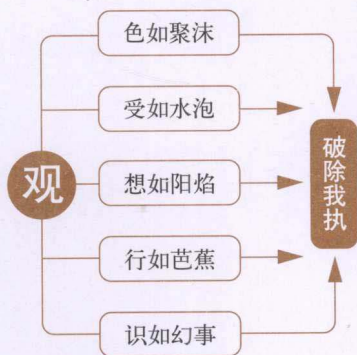 观
色如聚沫
受如水泡
想如阳焰
行如芭蕉
识如幻事
破除我执